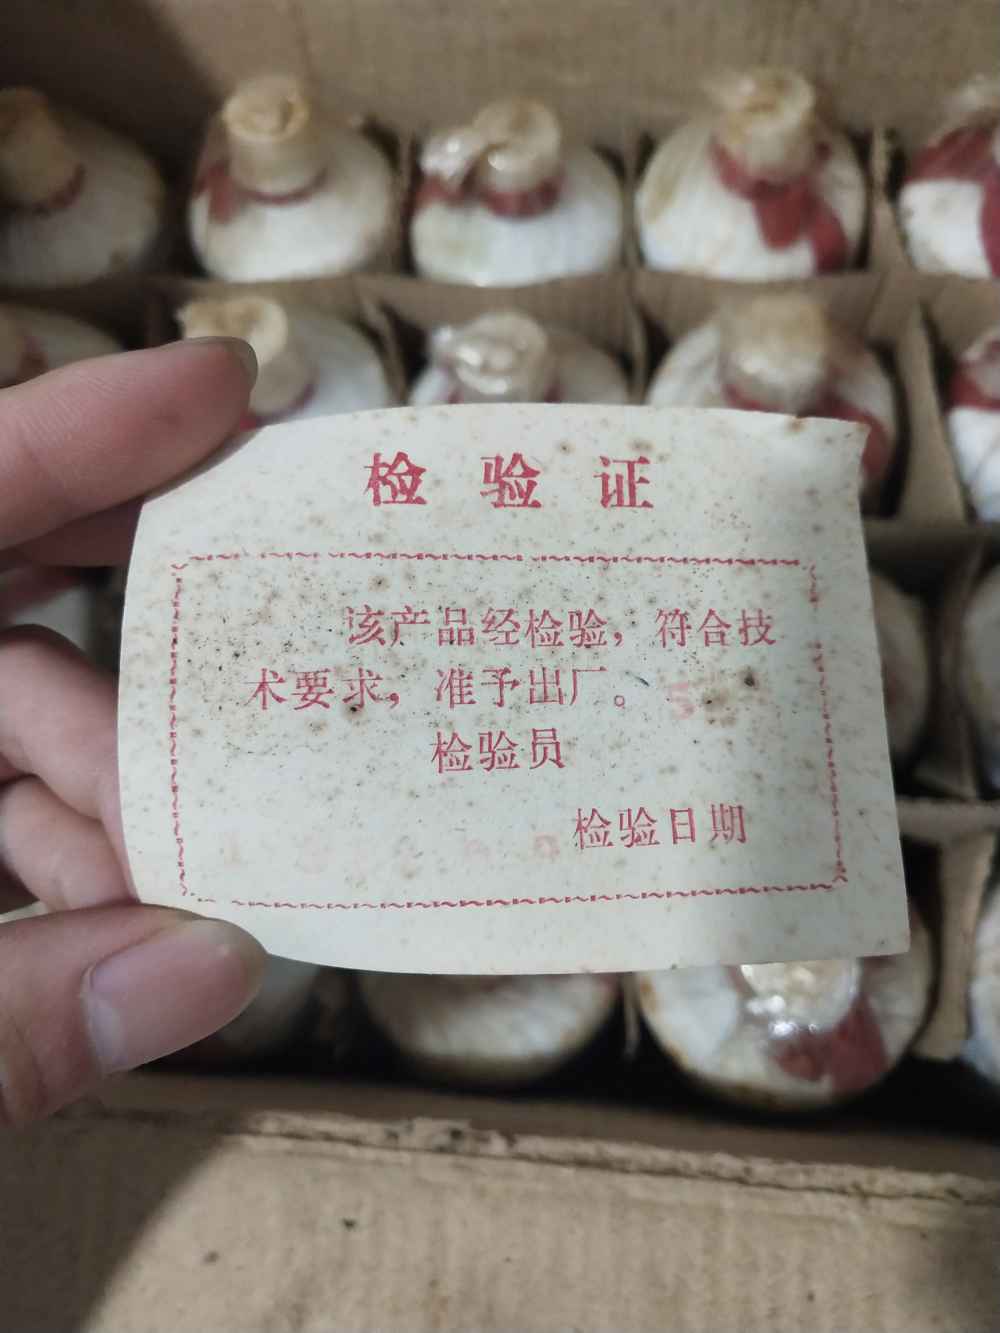 检验证
该产品经检验，符合技
术要求，准予出厂。
5
检验员
检验日期